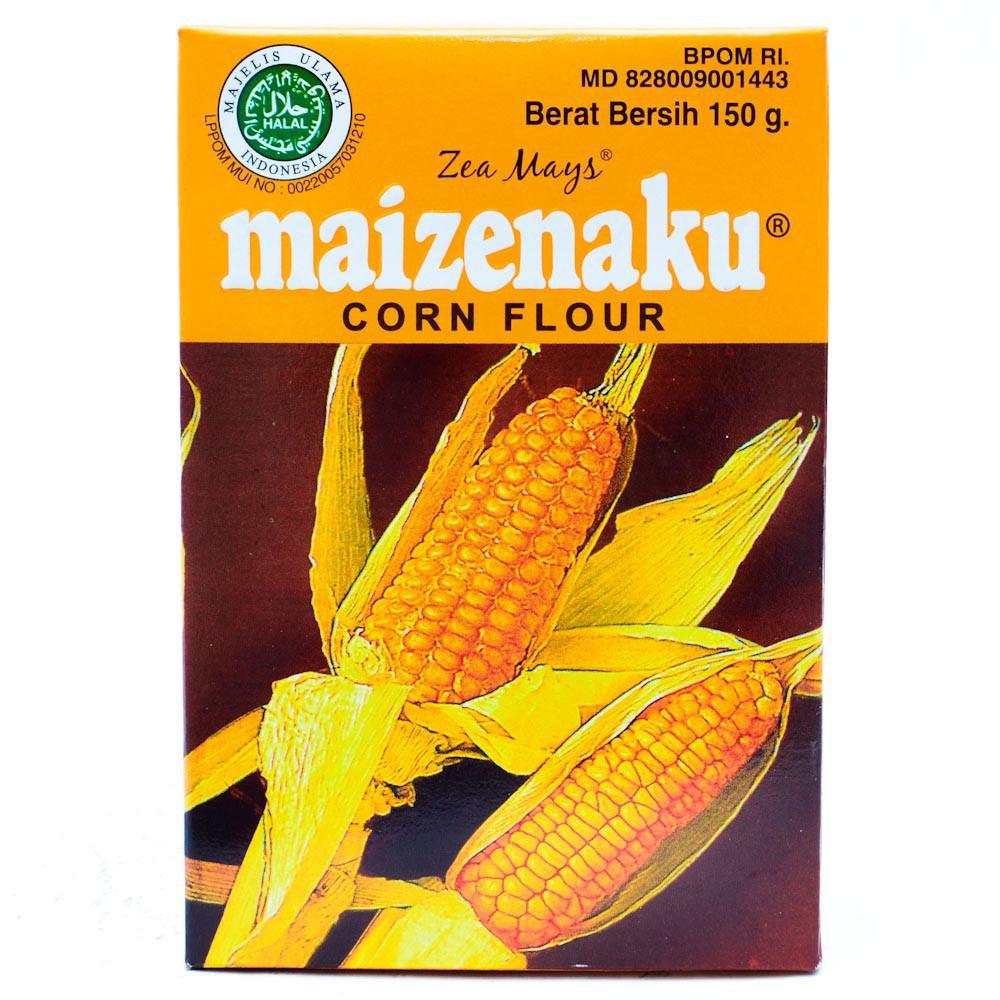 MAJELIS ULAMA
INDONESIA
حلال
HALAL
LPPOM MUI NO : 00220057031210
BPOM RI.
MD 828009001443
Berat Bersih 150 g.
Zea Mays®
maizenaku®
CORN FLOUR